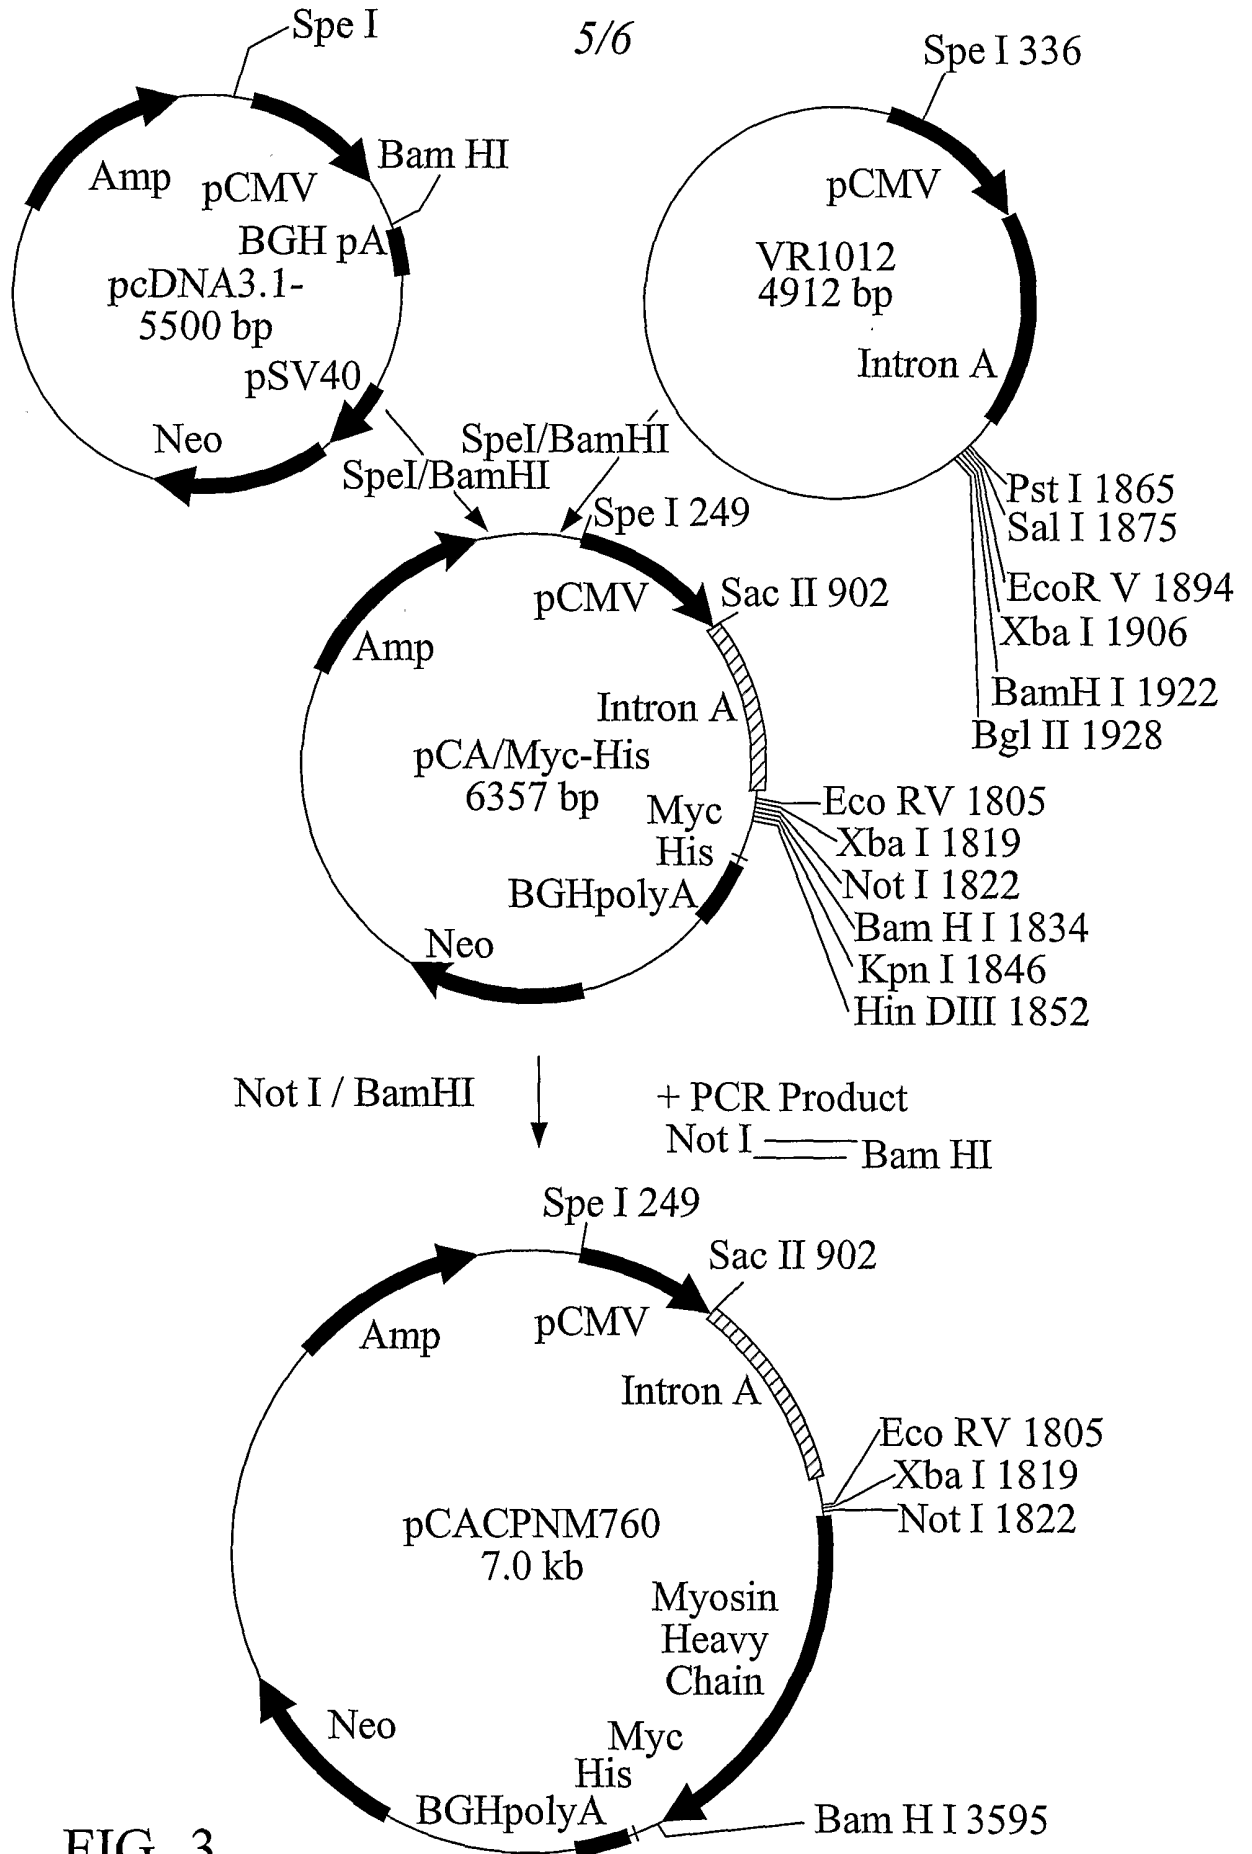 5/6
Spe I
Amp
pCMV
Bam HI
BGH pA
pcDNA3.1-
5500 bp
pSV40
Neo
SpeI/BamHI
Spe I 336
pCMV
VR1012
4912 bp
Intron A
SpeI/BamHI
Pst I 1865
Sal I 1875
EcoR V 1894
Xba I 1906
BamH I 1922
Bgl II 1928
Spe I 249
pCMV
Sac II 902
Amp
Intron A
pCA/Myc-His
6357 bp
Myc
His
BGHpolyA
Neo
Eco RV 1805
Xba I 1819
Not I 1822
Bam H I 1834
Kpn I 1846
Hin DIII 1852
Not I / BamHI
+ PCR Product
Not I
Bam HI
Spe I 249
Sac II 902
Amp
pCMV
Intron A
Eco RV 1805
Xba I 1819
Not I 1822
pCACPNM760
7.0 kb
Myosin
Heavy
Chain
Neo
Myc
His
BGHpolyA
Bam H I 3595
FIG. 3